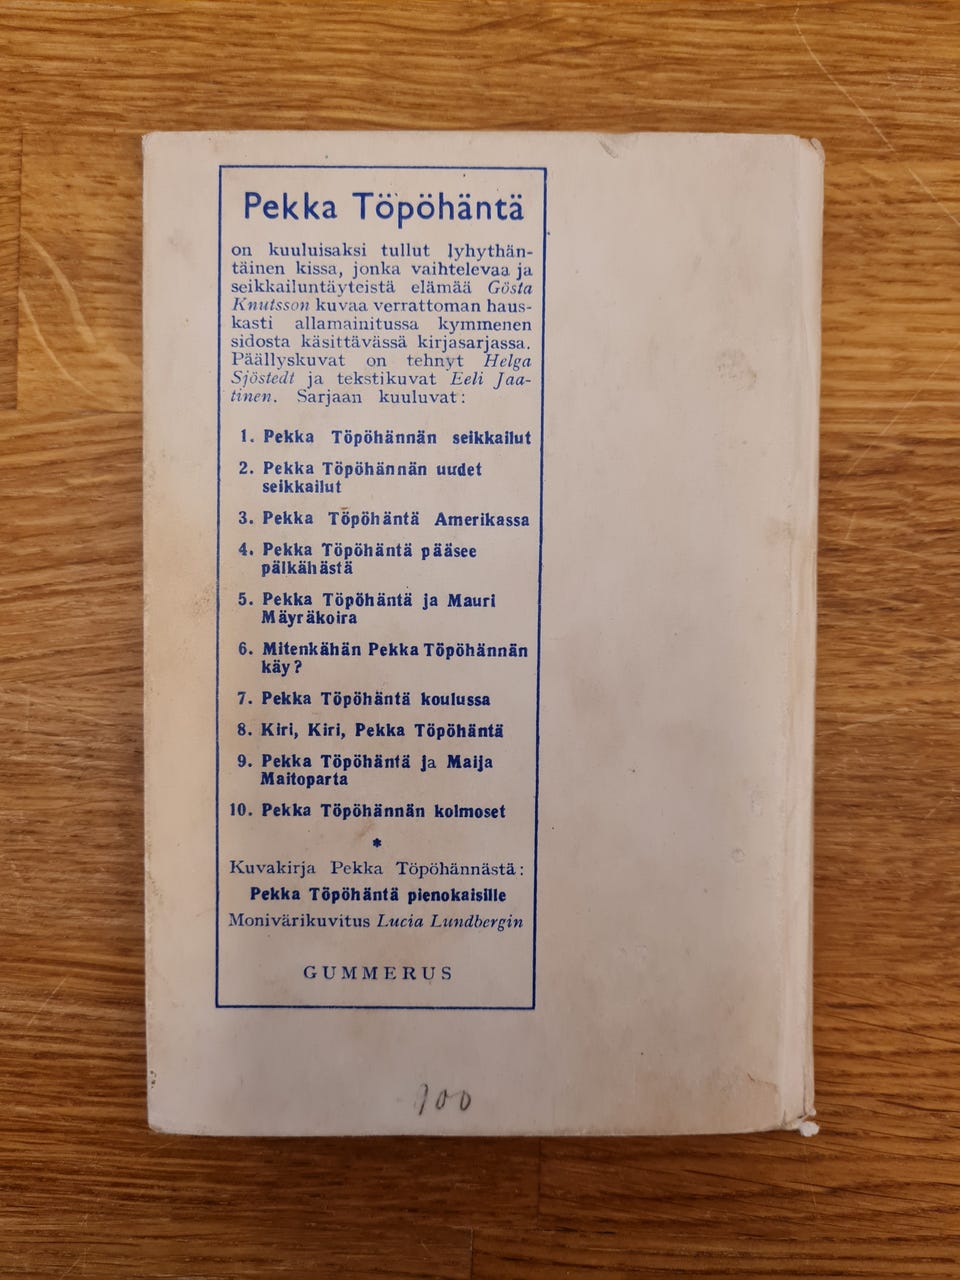 Pekka Töpöhäntä
on kuuluisaksi tullut lyhythän-
täinen kissa, jonka vaihtelevaa ja
seikkailuntäyteistä elämää Gösta
Knutsson kuvaa verrattoman haus-
kasti allamainitussa kymmenen
sidosta käsittävässä kirjasarjassa.
Päällyskuvat on tehnyt Helga
Sjöstedt ja tekstikuvat Eeli Jaa-
tinen. Sarjaan kuuluvat:
1. Pekka Töpöhännän seikkailut
2. Pekka Töpöhännän uudet
seikkailut
3. Pekka Töpöhäntä Amerikassa
4. Pekka Töpöhäntä pääsee
pälkähästä
5. Pekka Töpöhäntä ja Mauri
Mäyräkoira
6. Mitenkähän Pekka Töpöhännän
käy?
7. Pekka Töpöhäntä koulussa
8. Kiri, Kiri, Pekka Töpöhäntä
9. Pekka Töpöhäntä ja Maija
Maitoparta
10. Pekka Töpöhännän kolmoset
*
Kuvakirja Pekka Töpöhännästä:
Pekka Töpöhäntä pienokaisille
Monivärikuvitus Lucia Lundbergin
GUMMERUS
100